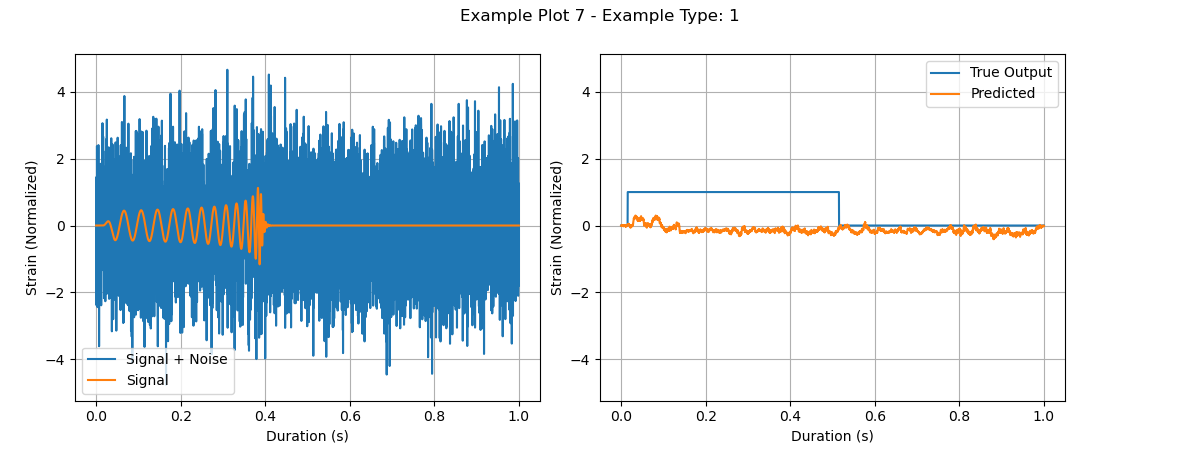 Example Plot 7 - Example Type: 1
Strain (Normalized)
4
2
0
−2
−4
Signal + Noise
Signal
0.0 0.2 0.4 0.6 0.8 1.0
Duration (s)
Strain (Normalized)
4
2
0
−2
−4
True Output
Predicted
0.0 0.2 0.4 0.6 0.8 1.0
Duration (s)